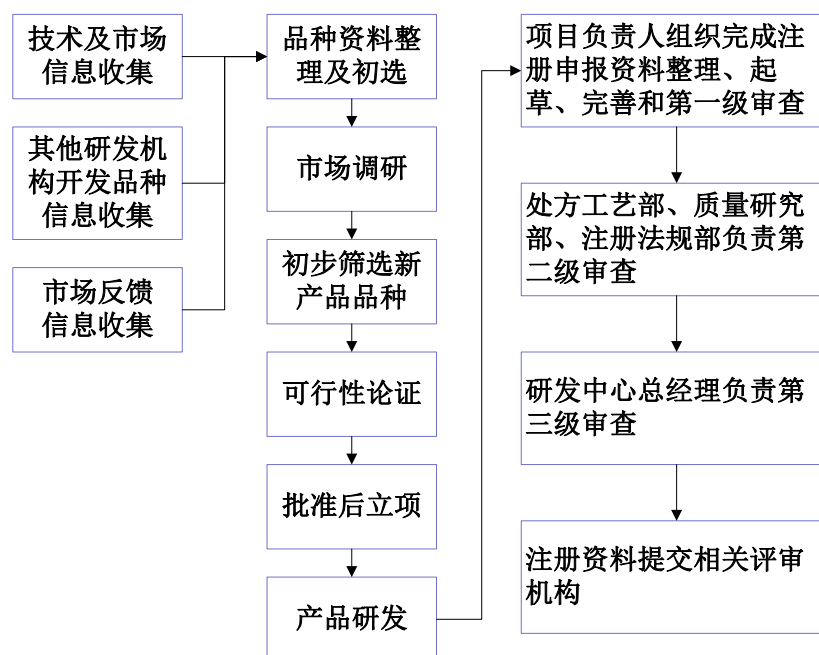 技术及市场
信息收集
其他研发机
构开发品种
信息收集
市场反馈
信息收集
品种资料整
理及初选
市场调研
初步筛选新
产品品种
可行性论证
批准后立项
产品研发
项目负责人组织完成注
册申报资料整理、起
草、完善和第一级审查
处方工艺部、质量研究
部、注册法规部负责第
二级审查
研发中心总经理负责第
三级审查
注册资料提交相关评审
机构